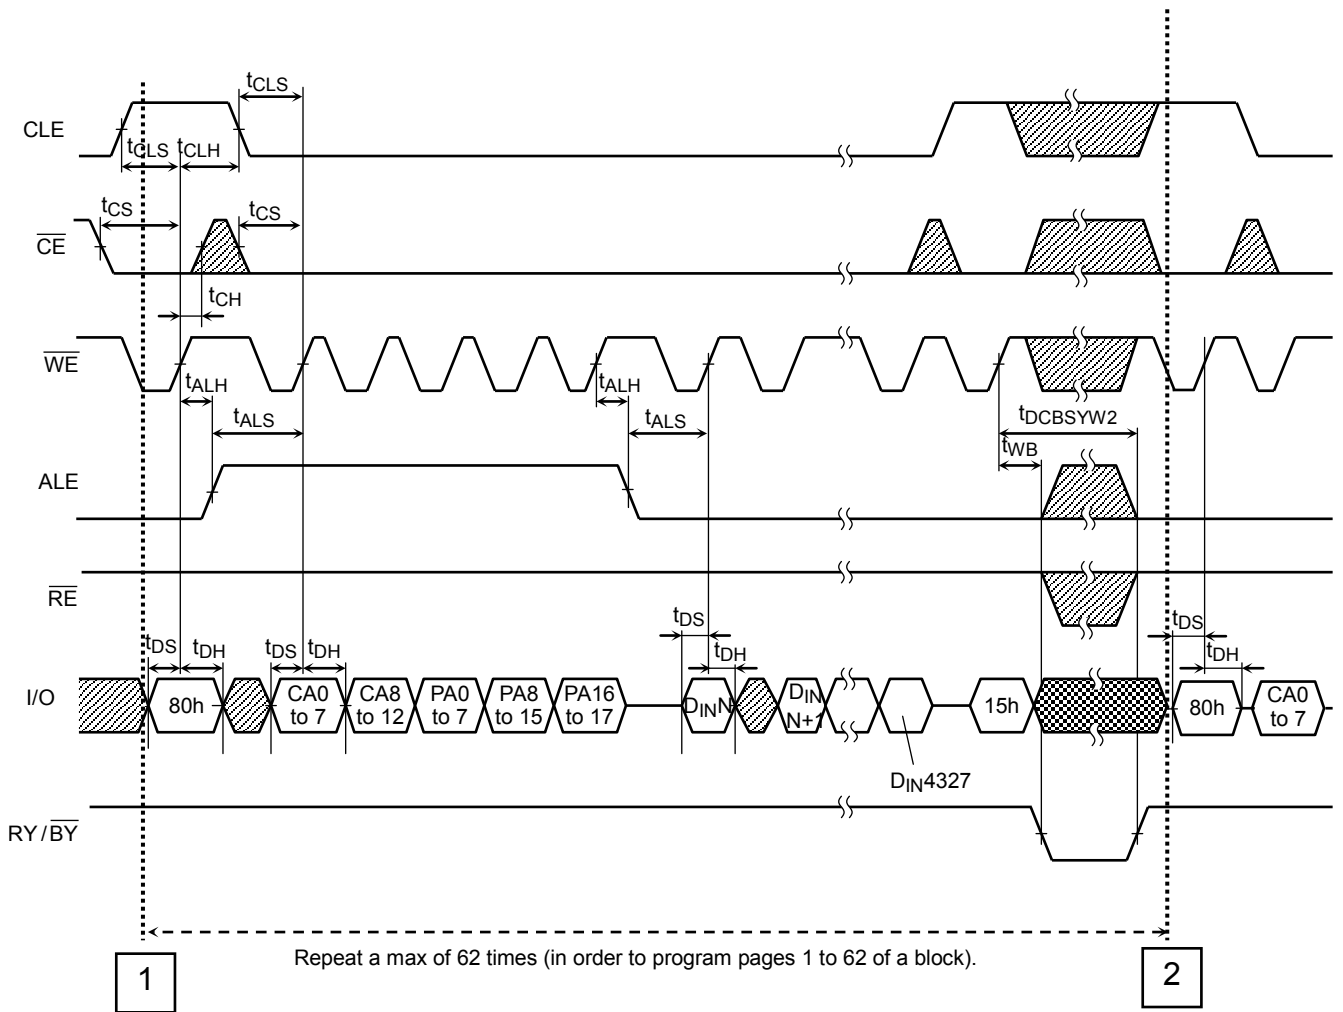 tCLS
CLE
tCLS tCLH
tCS tCS
CE
tCH
WE
tALH tALH
tALS tALS tDCBSYW2
tWB
ALE
RE
tDS tDH tDS tDH tDS tDH tDS tDH
I/O 80h CA0 to 7 CA8 to 12 PA0 to 7 PA8 to 15 PA16 to 17 DINN DIN N+1 15h 80h CA0 to 7
DIN4327
RY/BY
Repeat a max of 62 times (in order to program pages 1 to 62 of a block).
1 2